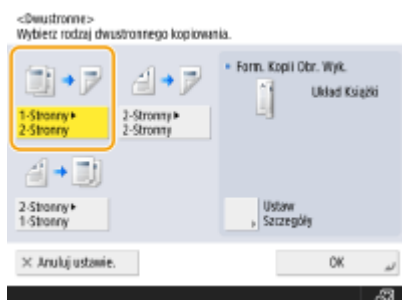 <Dwustronne>
Wybierz rodzaj dwustronnego kopiowania.
1-Stronny▸
2-Stronny
2-Stronny▸
2-Stronny
• Form. Kopii Obr. Wyk.
Układ Książki
2-Stronny▸
1-Stronny
Ustaw
Szczegóły
× Anuluj ustawie.
OK